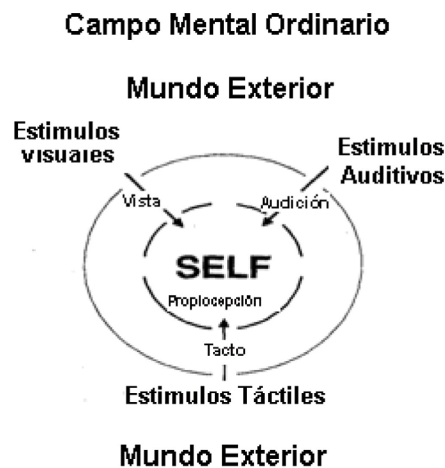 Campo Mental Ordinario
Mundo Exterior
Estimulos
visuales
Estimulos
Auditivos
Vista
Audición
SELF
Propiocepción
Tacto
Estimulos Táctiles
Mundo Exterior